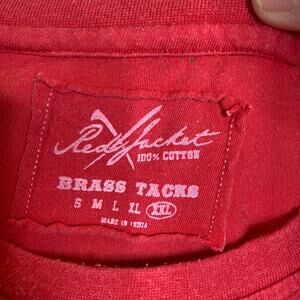 Red Jacket
100% COTTON
BRASS TACKS
S M L XL XXL
MADE IN INDIA